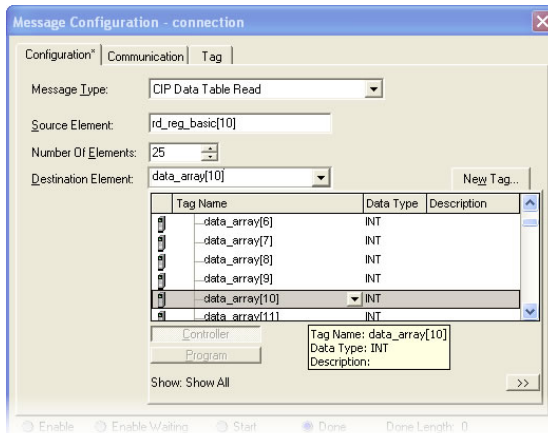 Message Configuration - connection
Configuration* Communication Tag
Message Type: CIP Data Table Read
Source Element: rd_reg_basic[10]
Number Of Elements: 25
Destination Element: data_array[10] New Tag...
Tag Name Data Type Description
data_array[6] INT
data_array[7] INT
data_array[8] INT
data_array[9] INT
data_array[10] INT
data_array[11] INT
Controller
Program
Tag Name: data_array[10]
Data Type: INT
Description:
Show: Show All >>
Enable Enable Waiting Start Done Done Length: 0